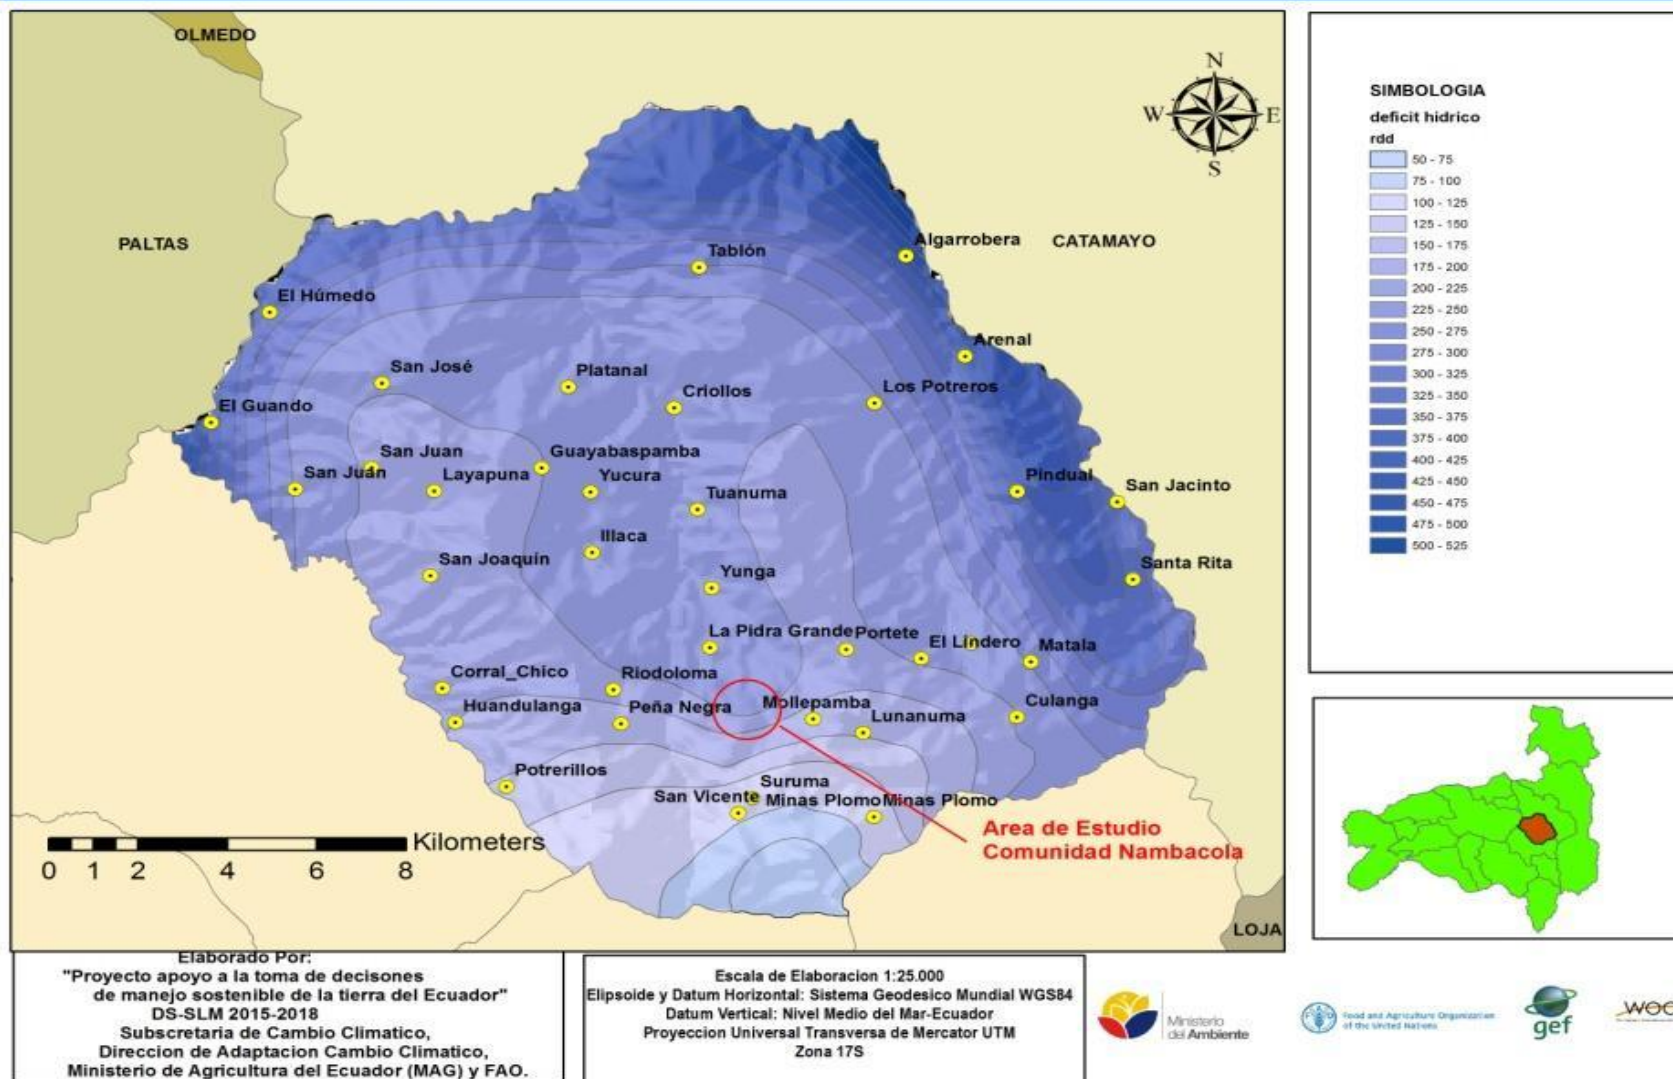 OLMEDO
N
W
E
S
PALTAS
CATAMAYO
Algarrobera
Tablón
El Húmedo
Arenal
San José
Platanal
Criollos
Los Potreros
El Guando
San Juan
Guayabaspamba
San Juan
Layapuna
Yucura
Tuanuma
Pindual
San Jacinto
Illaca
San Joaquín
Yunga
Santa Rita
La Pidra Grande
Portete
El Lindero
Matala
Corral_Chico
Riodoloma
Huandulanga
Peña Negra
Mollepamba
Lunanuma
Culanga
Potrerillos
Suruma
San Vicente
Minas Plomo
Minas Plomo
Area de Estudio
Comunidad Nambacola
Kilometers
0 1 2 4 6 8
LOJA
SIMBOLOGIA
deficit hidrico
rdd
50 - 75
75 - 100
100 - 125
125 - 150
150 - 175
175 - 200
200 - 225
225 - 250
250 - 275
275 - 300
300 - 325
325 - 350
350 - 375
375 - 400
400 - 425
425 - 450
450 - 475
475 - 500
500 - 525
Elaborado Por:
"Proyecto apoyo a la toma de decisones
de manejo sostenible de la tierra del Ecuador"
DS-SLM 2015-2018
Subscretaria de Cambio Climatico,
Direccion de Adaptacion Cambio Climatico,
Ministerio de Agricultura del Ecuador (MAG) y FAO.
Escala de Elaboracion 1:25.000
Elipsoide y Datum Horizontal: Sistema Geodesico Mundial WGS84
Datum Vertical: Nivel Medio del Mar-Ecuador
Proyeccion Universal Transversa de Mercator UTM
Zona 17S
Ministerio
del Ambiente
Food and Agriculture Organization
of the United Nations
gef